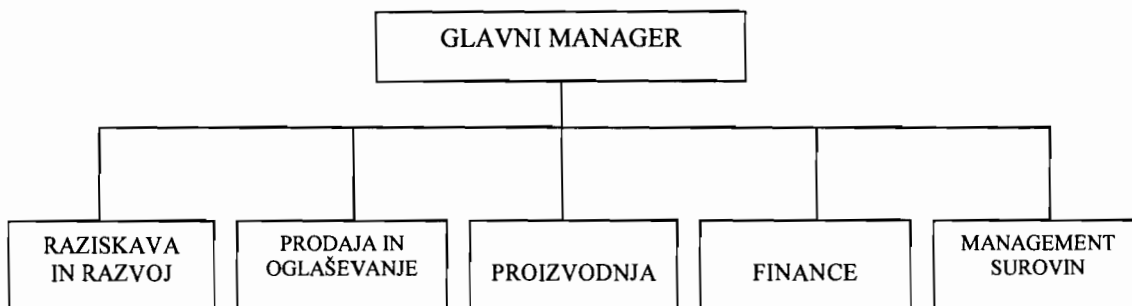 GLAVNI MANAGER
RAZISKAVA
IN RAZVOJ
PRODAJA IN
OGLAŠEVANJE
PROIZVODNJA
FINANCE
MANAGEMENT
SUROVIN